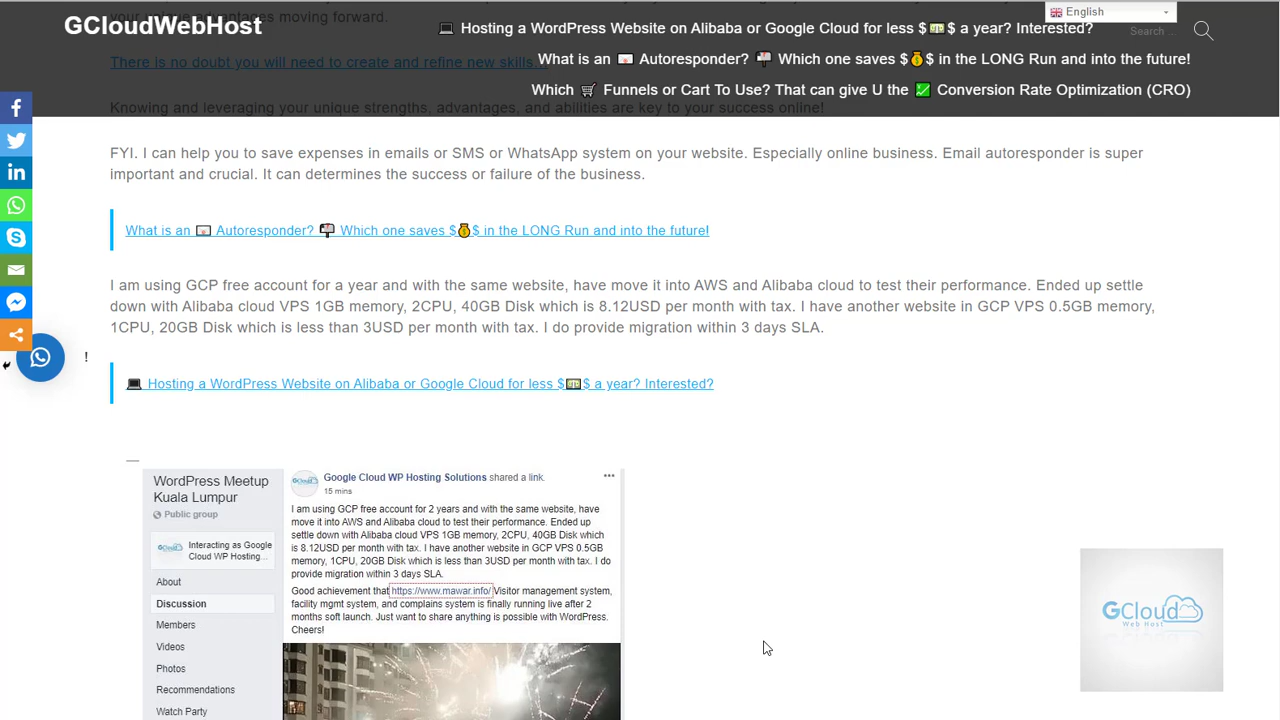 your unique advantages moving forward.
GCloudWebHost
Hosting a WordPress Website on Alibaba or Google Cloud for less $💵$ a year? Interested?
English
Search …
There is no doubt you will need to create and refine new skills…
What is an Autoresponder? Which one saves $💰$ in the LONG Run and into the future!
Which 🛒 Funnels or Cart To Use? That can give U the 💹 Conversion Rate Optimization (CRO)
Knowing and leveraging your unique strengths, advantages, and abilities are key to your success online!
FYI. I can help you to save expenses in emails or SMS or WhatsApp system on your website. Especially online business. Email autoresponder is super
important and crucial. It can determines the success or failure of the business.
What is an Autoresponder? Which one saves $💰$ in the LONG Run and into the future!
I am using GCP free account for a year and with the same website, have move it into AWS and Alibaba cloud to test their performance. Ended up settle
down with Alibaba cloud VPS 1GB memory, 2CPU, 40GB Disk which is 8.12USD per month with tax. I have another website in GCP VPS 0.5GB memory,
1CPU, 20GB Disk which is less than 3USD per month with tax. I do provide migration within 3 days SLA.
!
Hosting a WordPress Website on Alibaba or Google Cloud for less $💵$ a year? Interested?
—
WordPress Meetup
Kuala Lumpur
Public group
Interacting as Google
Cloud WP Hosting...
About
Discussion
Members
Videos
Photos
Recommendations
Watch Party
Google Cloud WP Hosting Solutions shared a link.
15 mins
I am using GCP free account for 2 years and with the same website, have
move it into AWS and Alibaba cloud to test their performance. Ended up
settle down with Alibaba cloud VPS 1GB memory, 2CPU, 40GB Disk which
is 8.12USD per month with tax. I have another website in GCP VPS 0.5GB
memory, 1CPU, 20GB Disk which is less than 3USD per month with tax. I do
provide migration within 3 days SLA.
Good achievement that https://www.mawar.info/ Visitor management system,
facility mgmt system, and complains system is finally running live after 2
months soft launch. Just want to share anything is possible with WordPress.
Cheers!
GCloud
Web Host